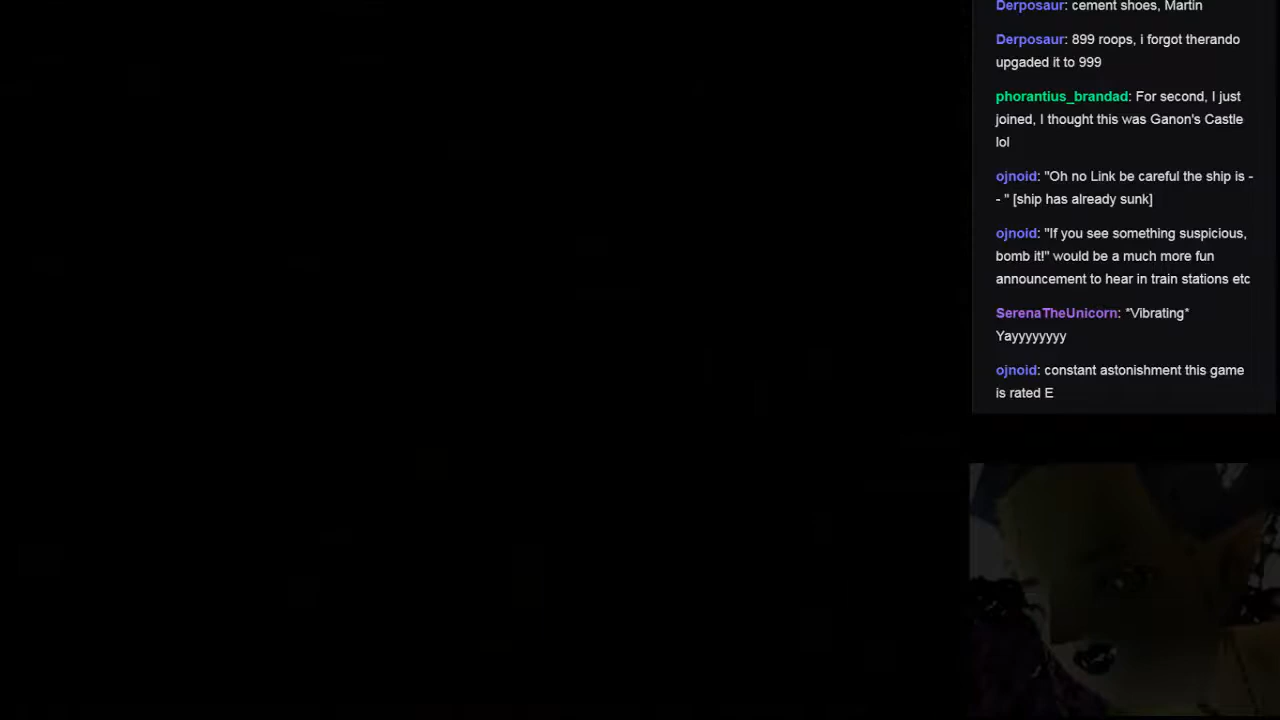 Derposaur: cement shoes, Martin
Derposaur: 899 roops, i forgot therando
upgaded it to 999
phorantius_brandad: For second, I just
joined, I thought this was Ganon's Castle
lol
ojnoid: "Oh no Link be careful the ship is -
- " [ship has already sunk]
ojnoid: "If you see something suspicious,
bomb it!" would be a much more fun
announcement to hear in train stations etc
SerenaTheUnicorn: *Vibrating*
Yayyyyyyyy
ojnoid: constant astonishment this game
is rated E